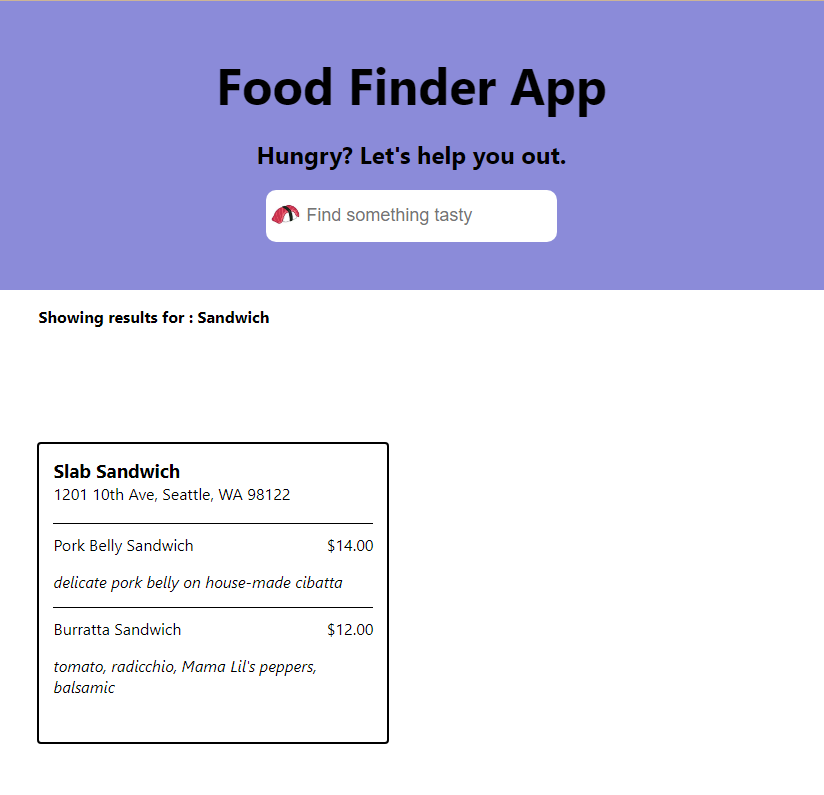 Food Finder App
Hungry? Let's help you out.
Find something tasty
Showing results for : Sandwich
Slab Sandwich
1201 10th Ave, Seattle, WA 98122
Pork Belly Sandwich $14.00
delicate pork belly on house-made cibatta
Burratta Sandwich $12.00
tomato, radicchio, Mama Lil's peppers,
balsamic